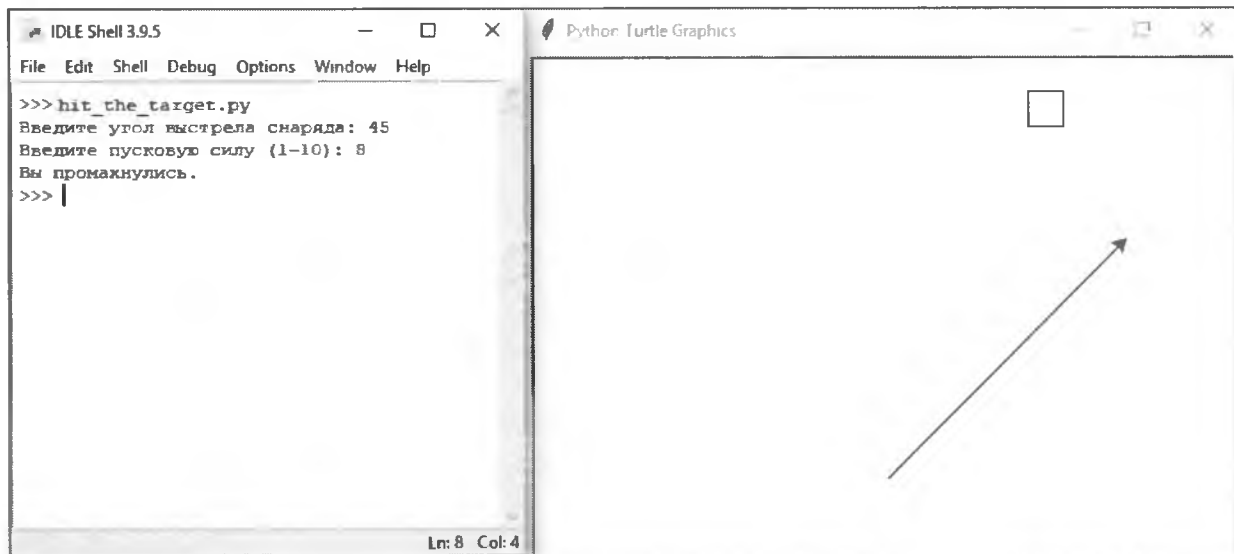 IDLE Shell 3.9.5
File Edit Shell Debug Options Window Help
>>> hit_the_target.py
Введите угол выстрела снаряда: 45
Введите пусковую силу (1-10): 8
Вы промахнулись.
>>>
Ln: 8 Col: 4
Python Turtle Graphics